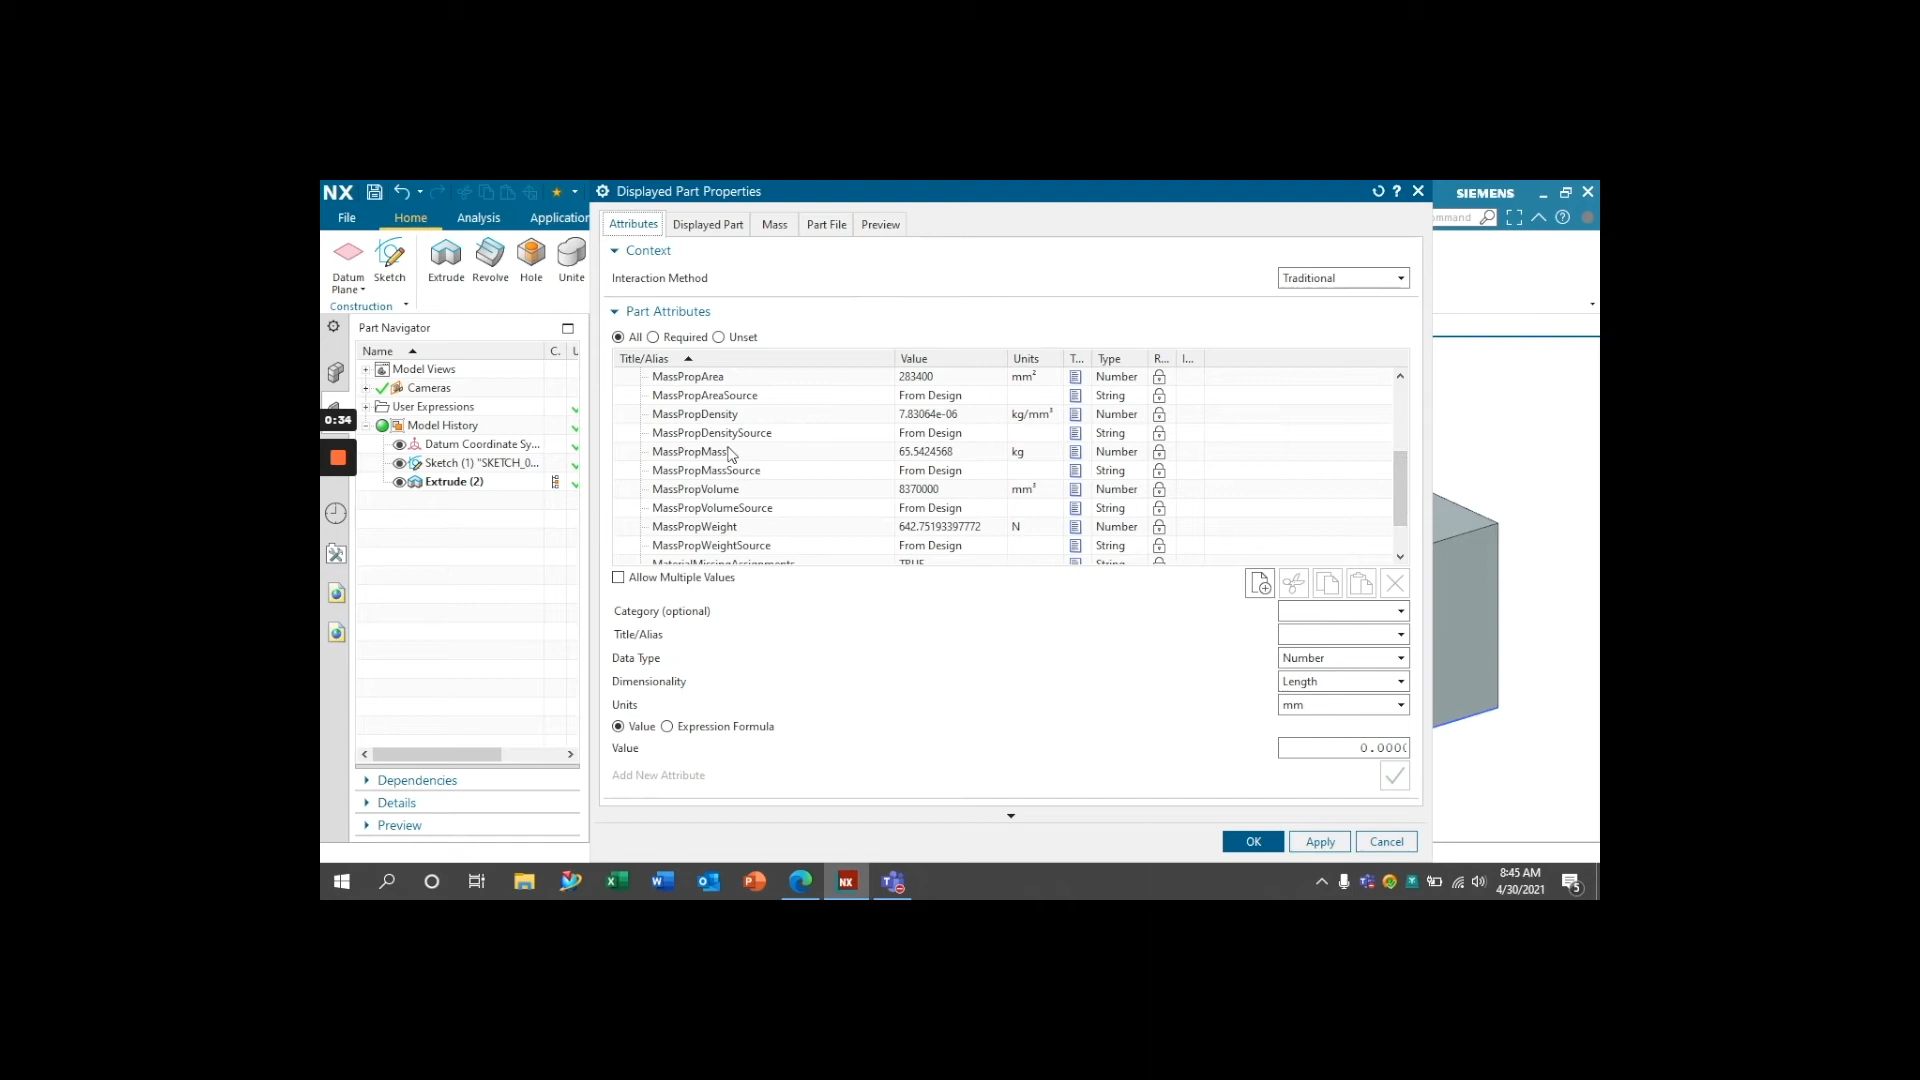 NX
Displayed Part Properties
SIEMENS
File
Home
Analysis
Application
Attributes
Displayed Part
Mass
Part File
Preview
Context
Interaction Method
Traditional
Datum Plane
Sketch
Extrude
Revolve
Hole
Unite
Construction
Part Attributes
All
Required
Unset
Part Navigator
Name
C.
Title/Alias Value Units T... Type R... I...
MassPropArea 283400 mm² Number
MassPropAreaSource From Design String
MassPropDensity 7.83064e-06 kg/mm³ Number
MassPropDensitySource From Design String
MassPropMass 65.5424568 kg Number
MassPropMassSource From Design String
MassPropVolume 8370000 mm³ Number
MassPropVolumeSource From Design String
MassPropWeight 642.75193397772 N Number
MassPropWeightSource From Design String
MaterialMissingAssignments TRUE String
Model Views
Cameras
User Expressions
0:34
Model History
Datum Coordinate Sy...
Sketch (1) "SKETCH_0...
Extrude (2)
Allow Multiple Values
Category (optional)
Title/Alias
Data Type
Number
Dimensionality
Length
Units
mm
Value
Expression Formula
Value
0.000
Add New Attribute
Dependencies
Details
Preview
OK
Apply
Cancel
8:45 AM
4/30/2021
5